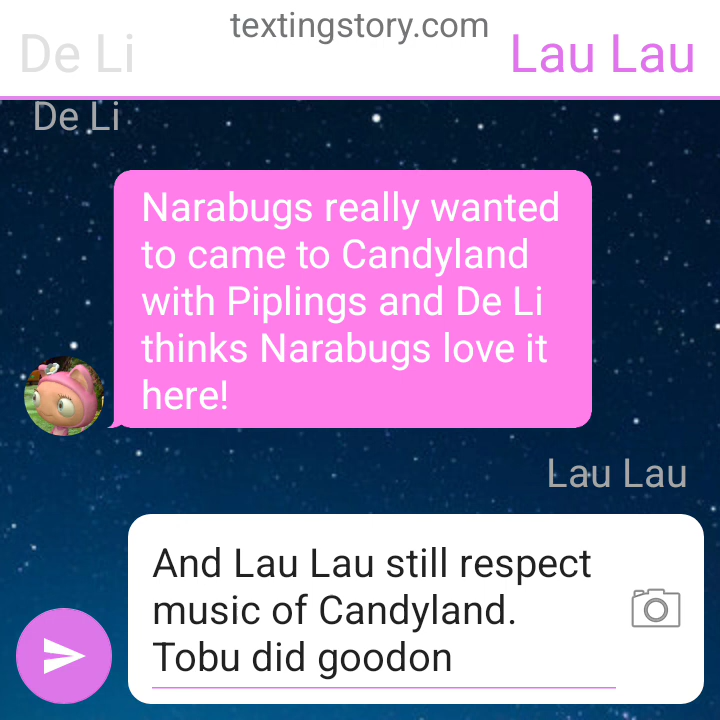 textingstory.com
De Li
Lau Lau
De Li
Narabugs really wanted
to came to Candyland
with Piplings and De Li
thinks Narabugs love it
here!
Lau Lau
And Lau Lau still respect
music of Candyland.
Tobu did goodon